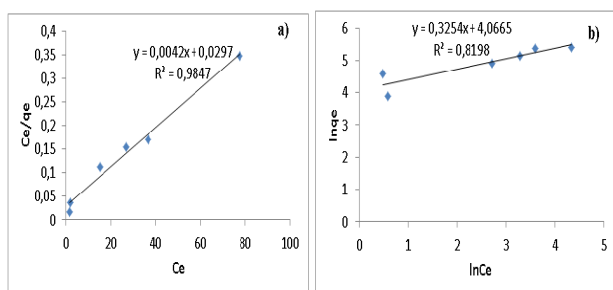 a)
y = 0,0042x + 0,0297
R² = 0,9847
0,4
0,35
0,3
0,25
0,2
0,15
0,1
0,05
0
Ce/qe
0 20 40 60 80 100
Ce
b)
y = 0,3254x + 4,0665
R² = 0,8198
6
5
4
3
2
1
0
lnqe
0 1 2 3 4 5
lnCe